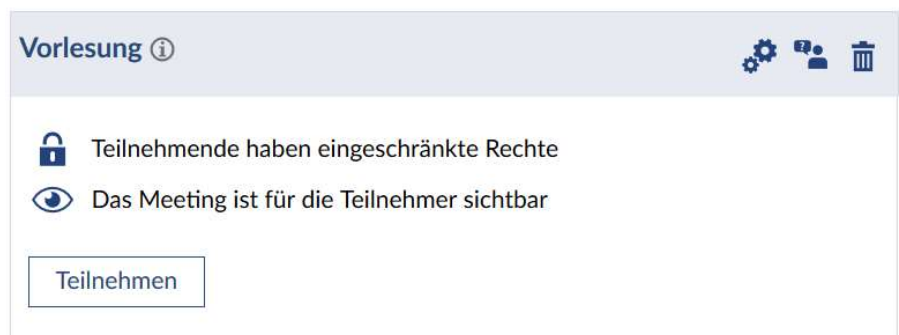 Vorlesung
Teilnehmende haben eingeschränkte Rechte
Das Meeting ist für die Teilnehmer sichtbar
Teilnehmen